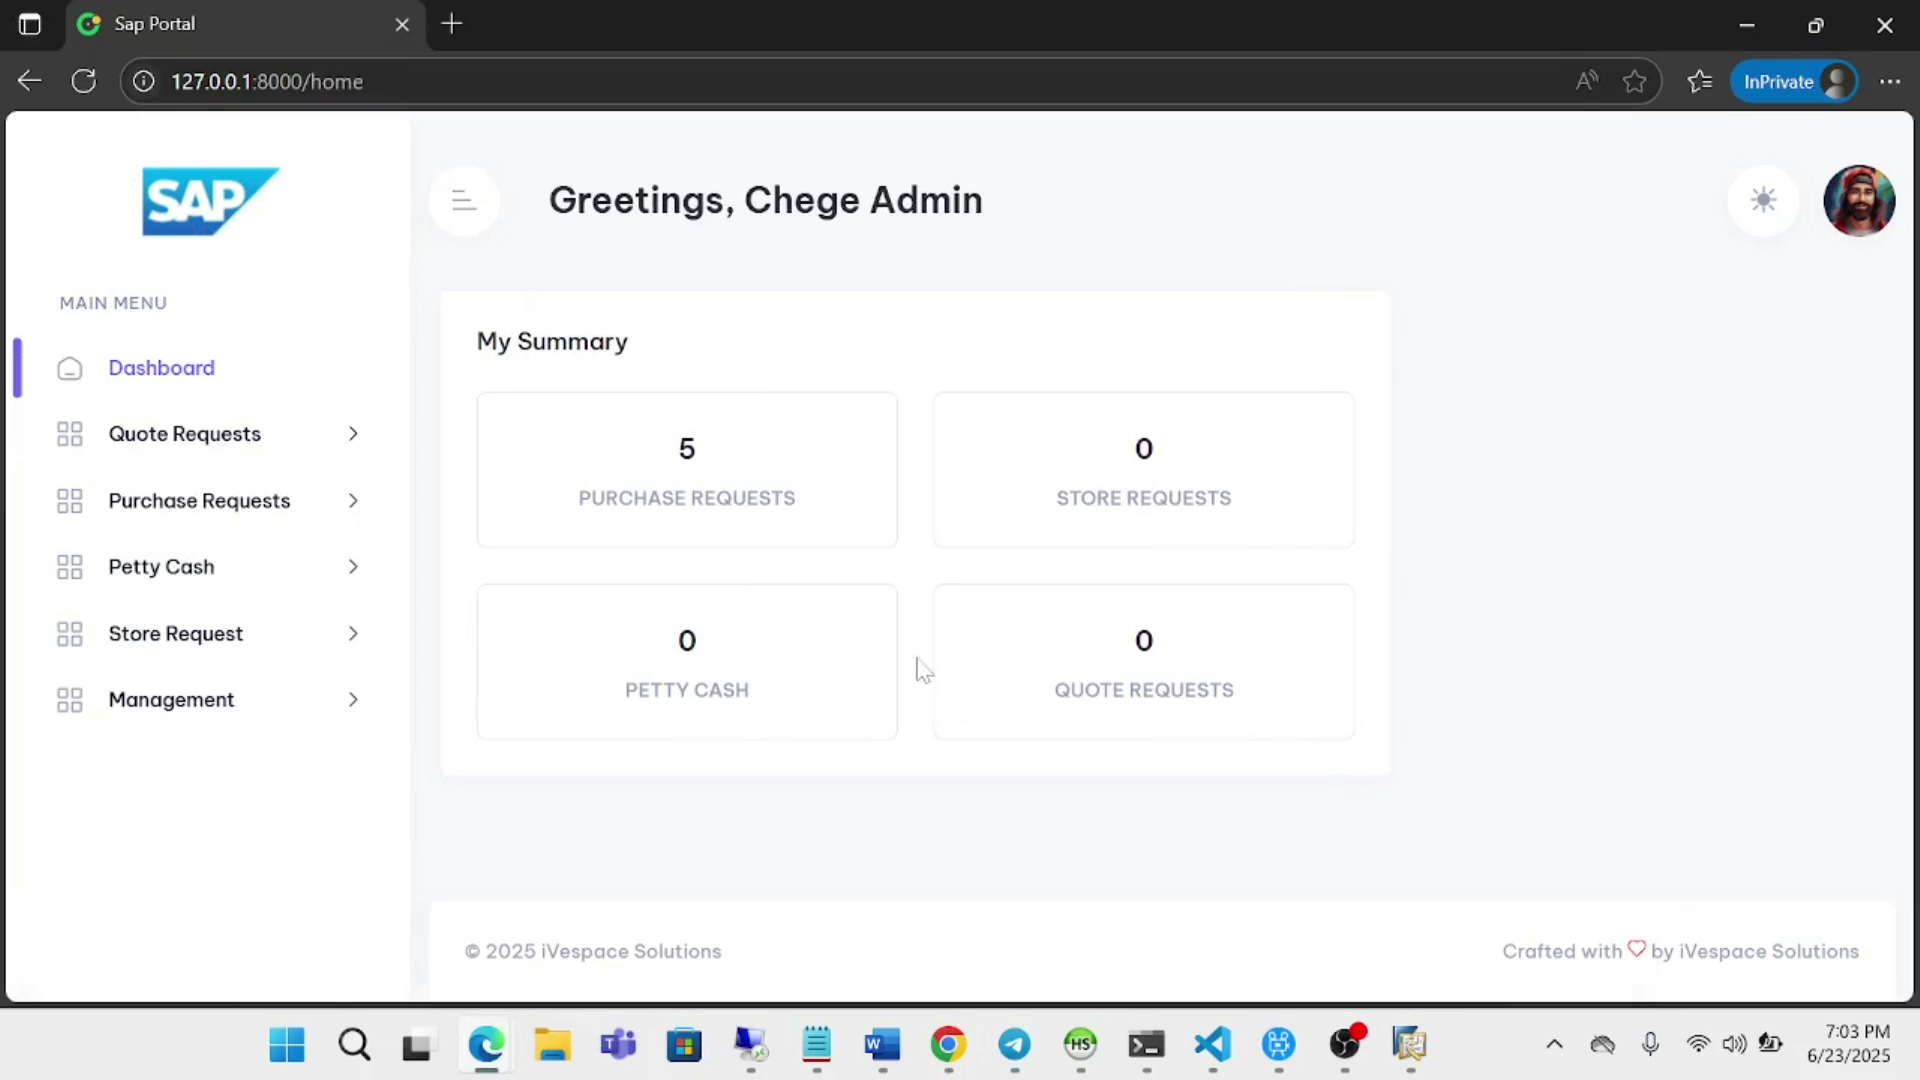 Sap Portal
127.0.0.1:8000/home
InPrivate
SAP
Greetings, Chege Admin
MAIN MENU
Dashboard
Quote Requests
Purchase Requests
Petty Cash
Store Request
Management
My Summary
5
PURCHASE REQUESTS
0
STORE REQUESTS
0
PETTY CASH
0
QUOTE REQUESTS
© 2025 iVespace Solutions
Crafted with ♡ by iVespace Solutions
7:03 PM
6/23/2025